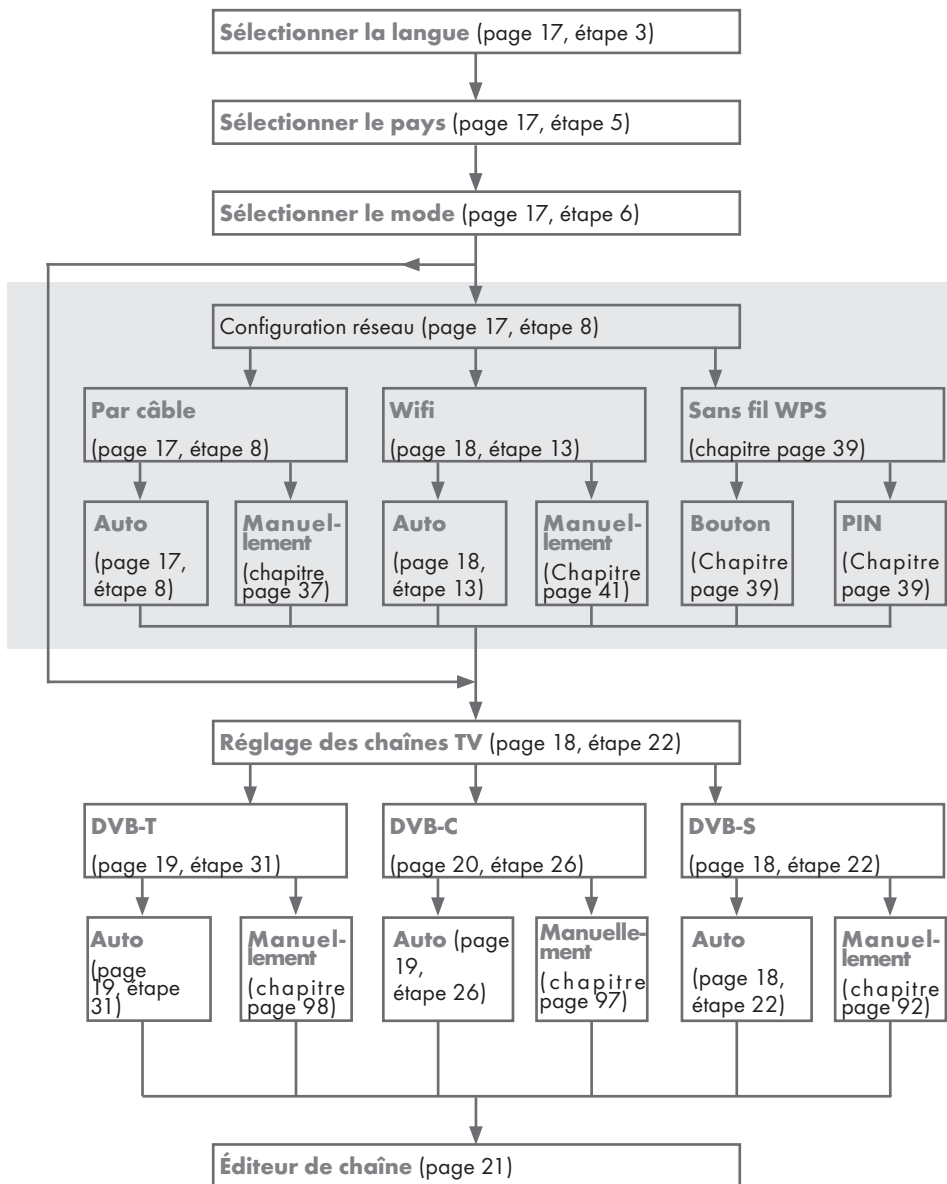 Sélectionner la langue (page 17, étape 3)
Sélectionner le pays (page 17, étape 5)
Sélectionner le mode (page 17, étape 6)
Configuration réseau (page 17, étape 8)
Par câble
(page 17, étape 8)
Wifi
(page 18, étape 13)
Sans fil WPS
(chapitre page 39)
Auto
(page 17,
étape 8)
Manuel-
lement
(chapitre
page 37)
Auto
(page 18,
étape 13)
Manuel-
lement
(Chapitre
page 41)
Bouton
(Chapitre
page 39)
PIN
(Chapitre
page 39)
Réglage des chaînes TV (page 18, étape 22)
DVB-T
(page 19, étape 31)
DVB-C
(page 20, étape 26)
DVB-S
(page 18, étape 22)
Auto
(page
19, étape
31)
Manuel-
lement
(chapitre
page 98)
Auto (page
19,
étape 26)
Manuelle-
ment
(chapitre
page 97)
Auto
(page 18,
étape 22)
Manuel-
lement
(chapitre
page 92)
Éditeur de chaîne (page 21)